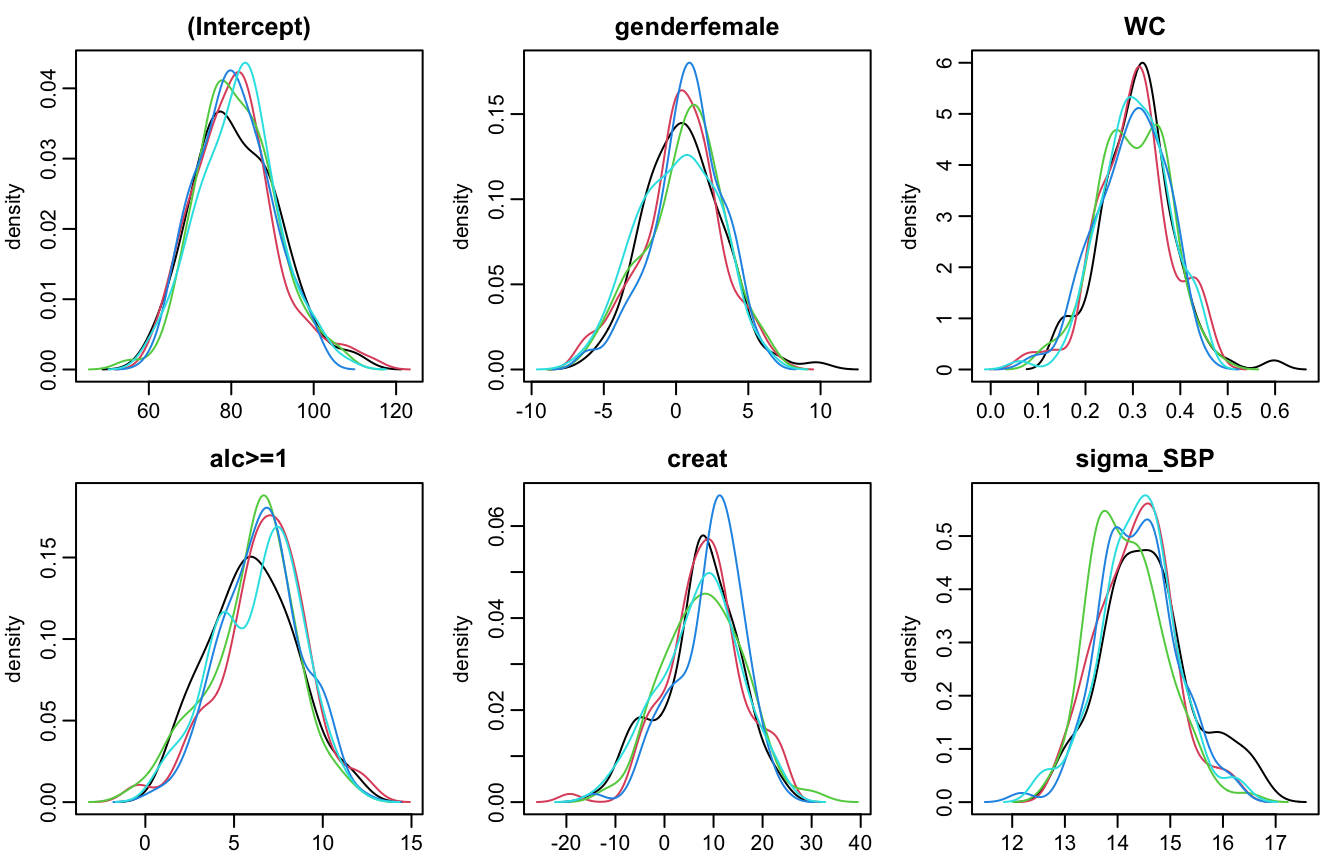 (Intercept)
density
0.00 0.01 0.02 0.03 0.04
60 80 100 120
genderfemale
density
0.00 0.05 0.10 0.15
-10 -5 0 5 10
WC
density
0 1 2 3 4 5 6
0.0 0.1 0.2 0.3 0.4 0.5 0.6
alc>=1
density
0.00 0.05 0.10 0.15
0 5 10 15
creat
density
0.00 0.02 0.04 0.06
-20 -10 0 10 20 30 40
sigma_SBP
density
0.0 0.1 0.2 0.3 0.4 0.5
12 13 14 15 16 17